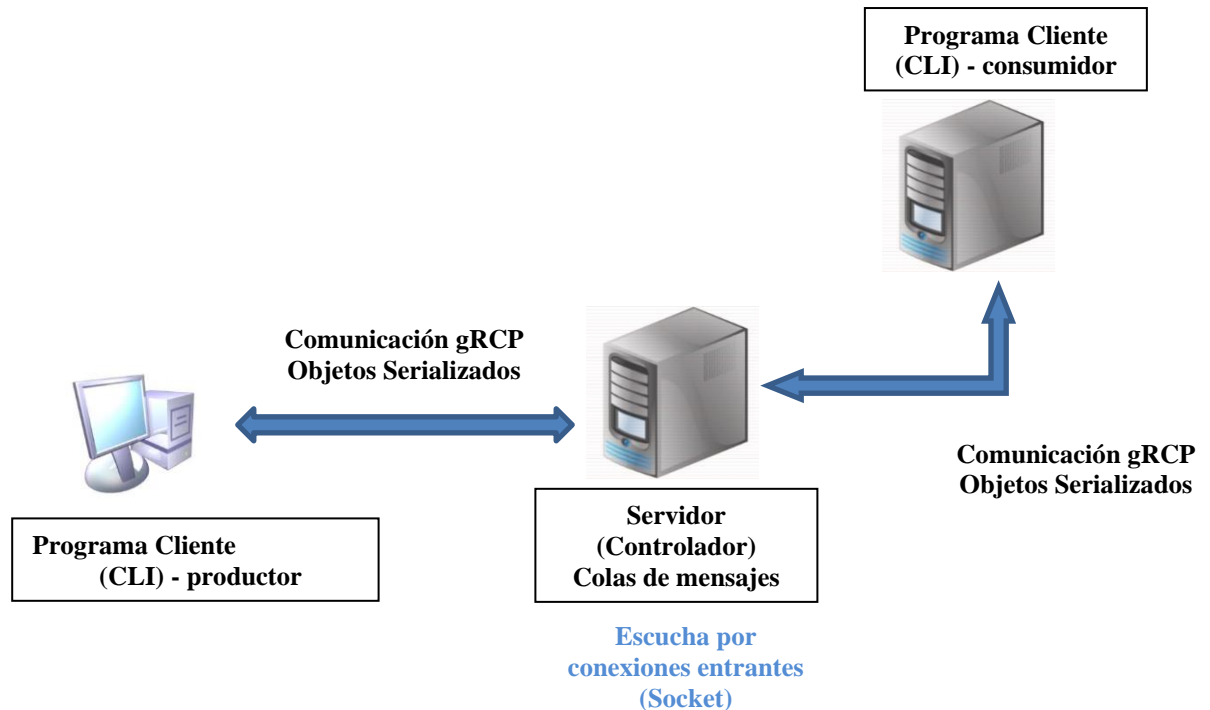 Programa Cliente
(CLI) - consumidor
Comunicación gRCP
Objetos Serializados
Comunicación gRCP
Objetos Serializados
Programa Cliente
(CLI) - productor
Servidor
(Controlador)
Colas de mensajes
Escucha por
conexiones entrantes
(Socket)